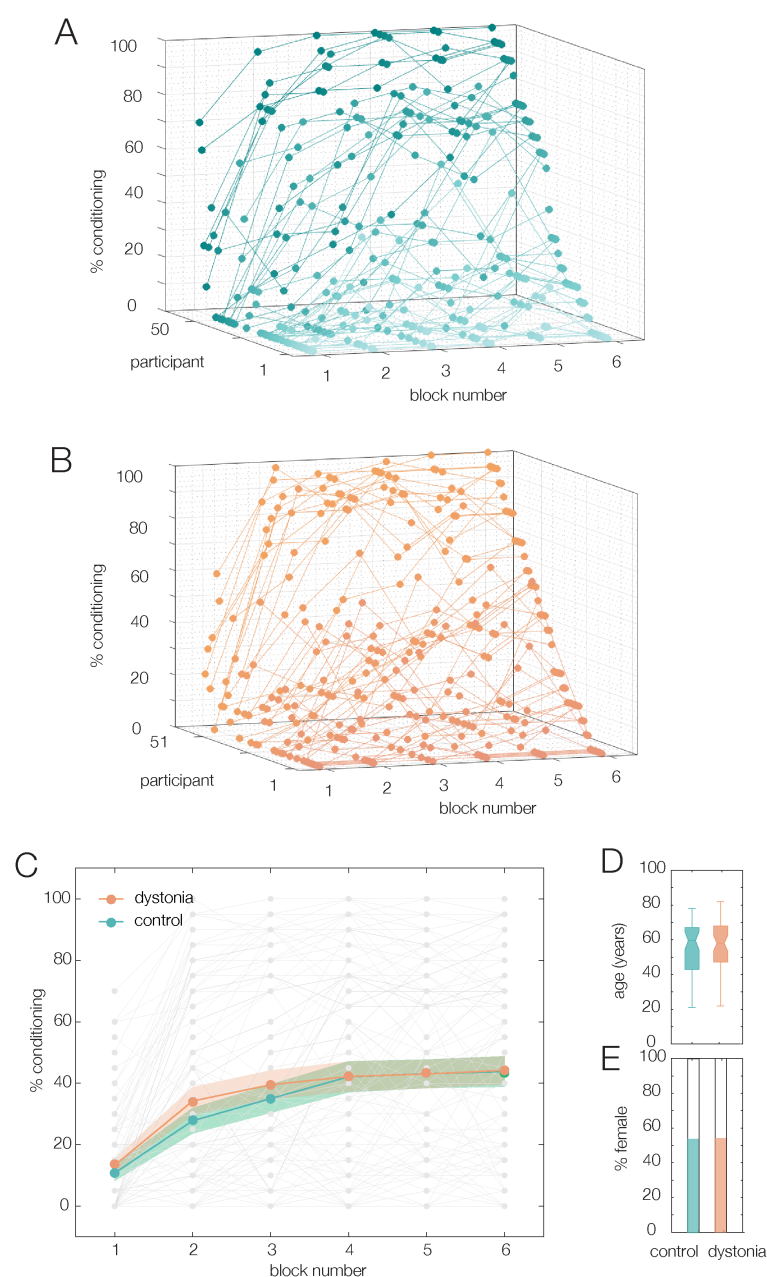 A
100
80
60
40
20
0
% conditioning
50
participant
1
1
2
3
4
5
6
block number
B
100
80
60
40
20
0
% conditioning
51
participant
1
1
2
3
4
5
6
block number
C
100
80
60
40
20
0
% conditioning
dystonia
control
1
2
3
4
5
6
block number
D
100
80
60
40
20
0
age (years)
E
100
80
60
40
20
0
% female
control dystonia